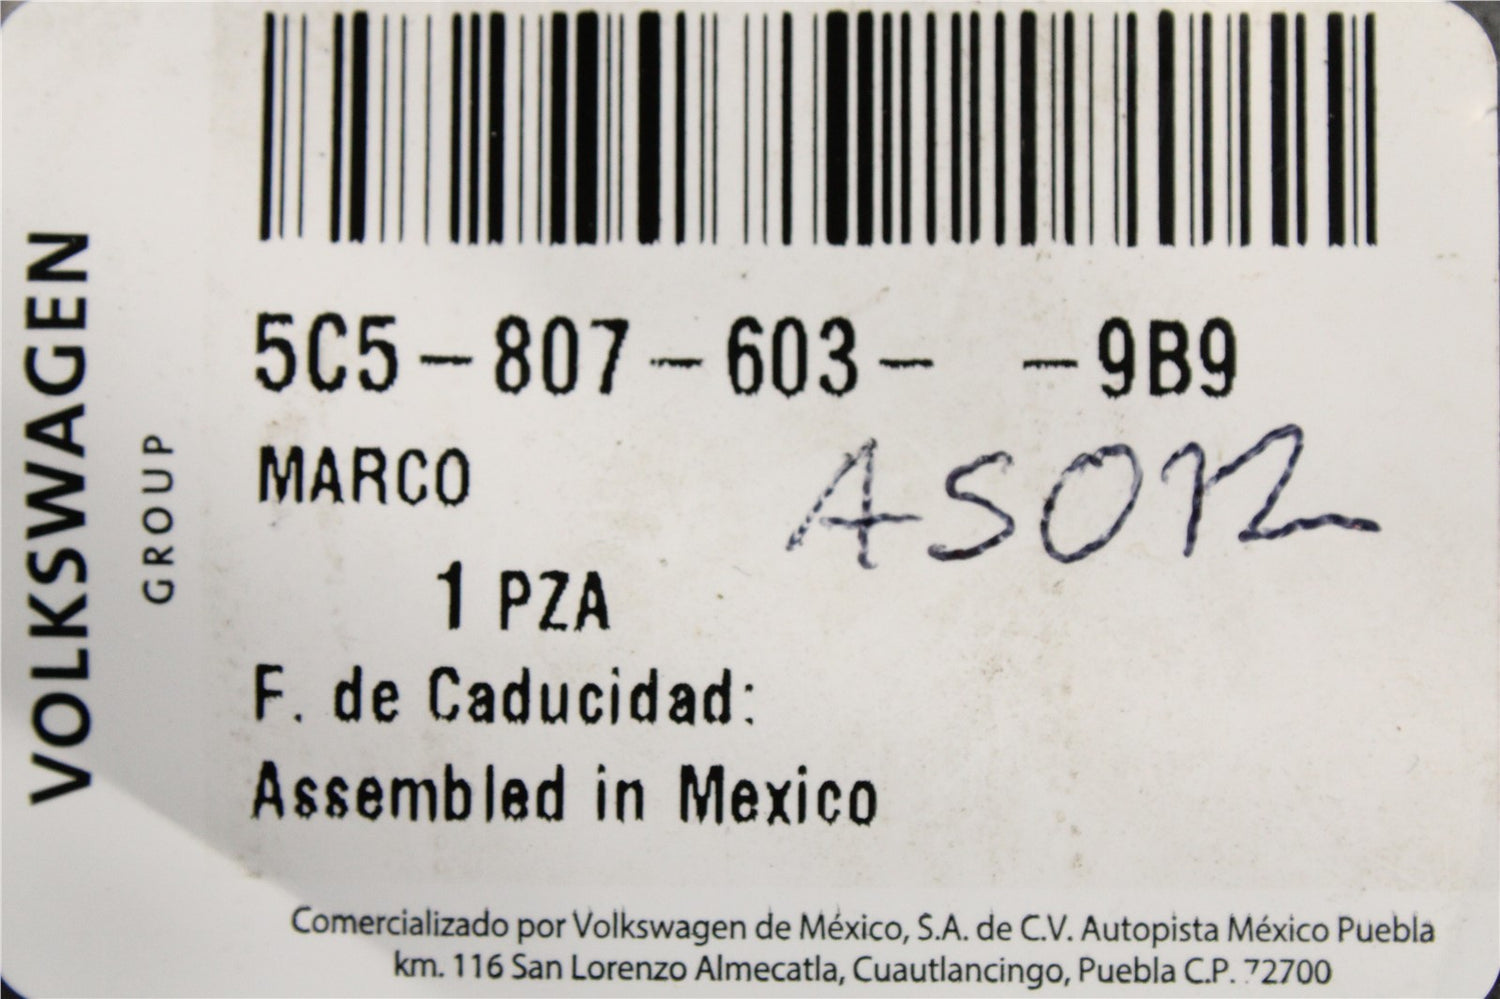 VOLKSWAGEN
GROUP
5C5-807-603- -9B9
MARCO
1 PZA
F. de Caducidad:
Assembled in Mexico
Comercializado por Volkswagen de México, S.A. de C.V. Autopista México Puebla
km. 116 San Lorenzo Almecatla, Cuautlancingo, Puebla C.P. 72700